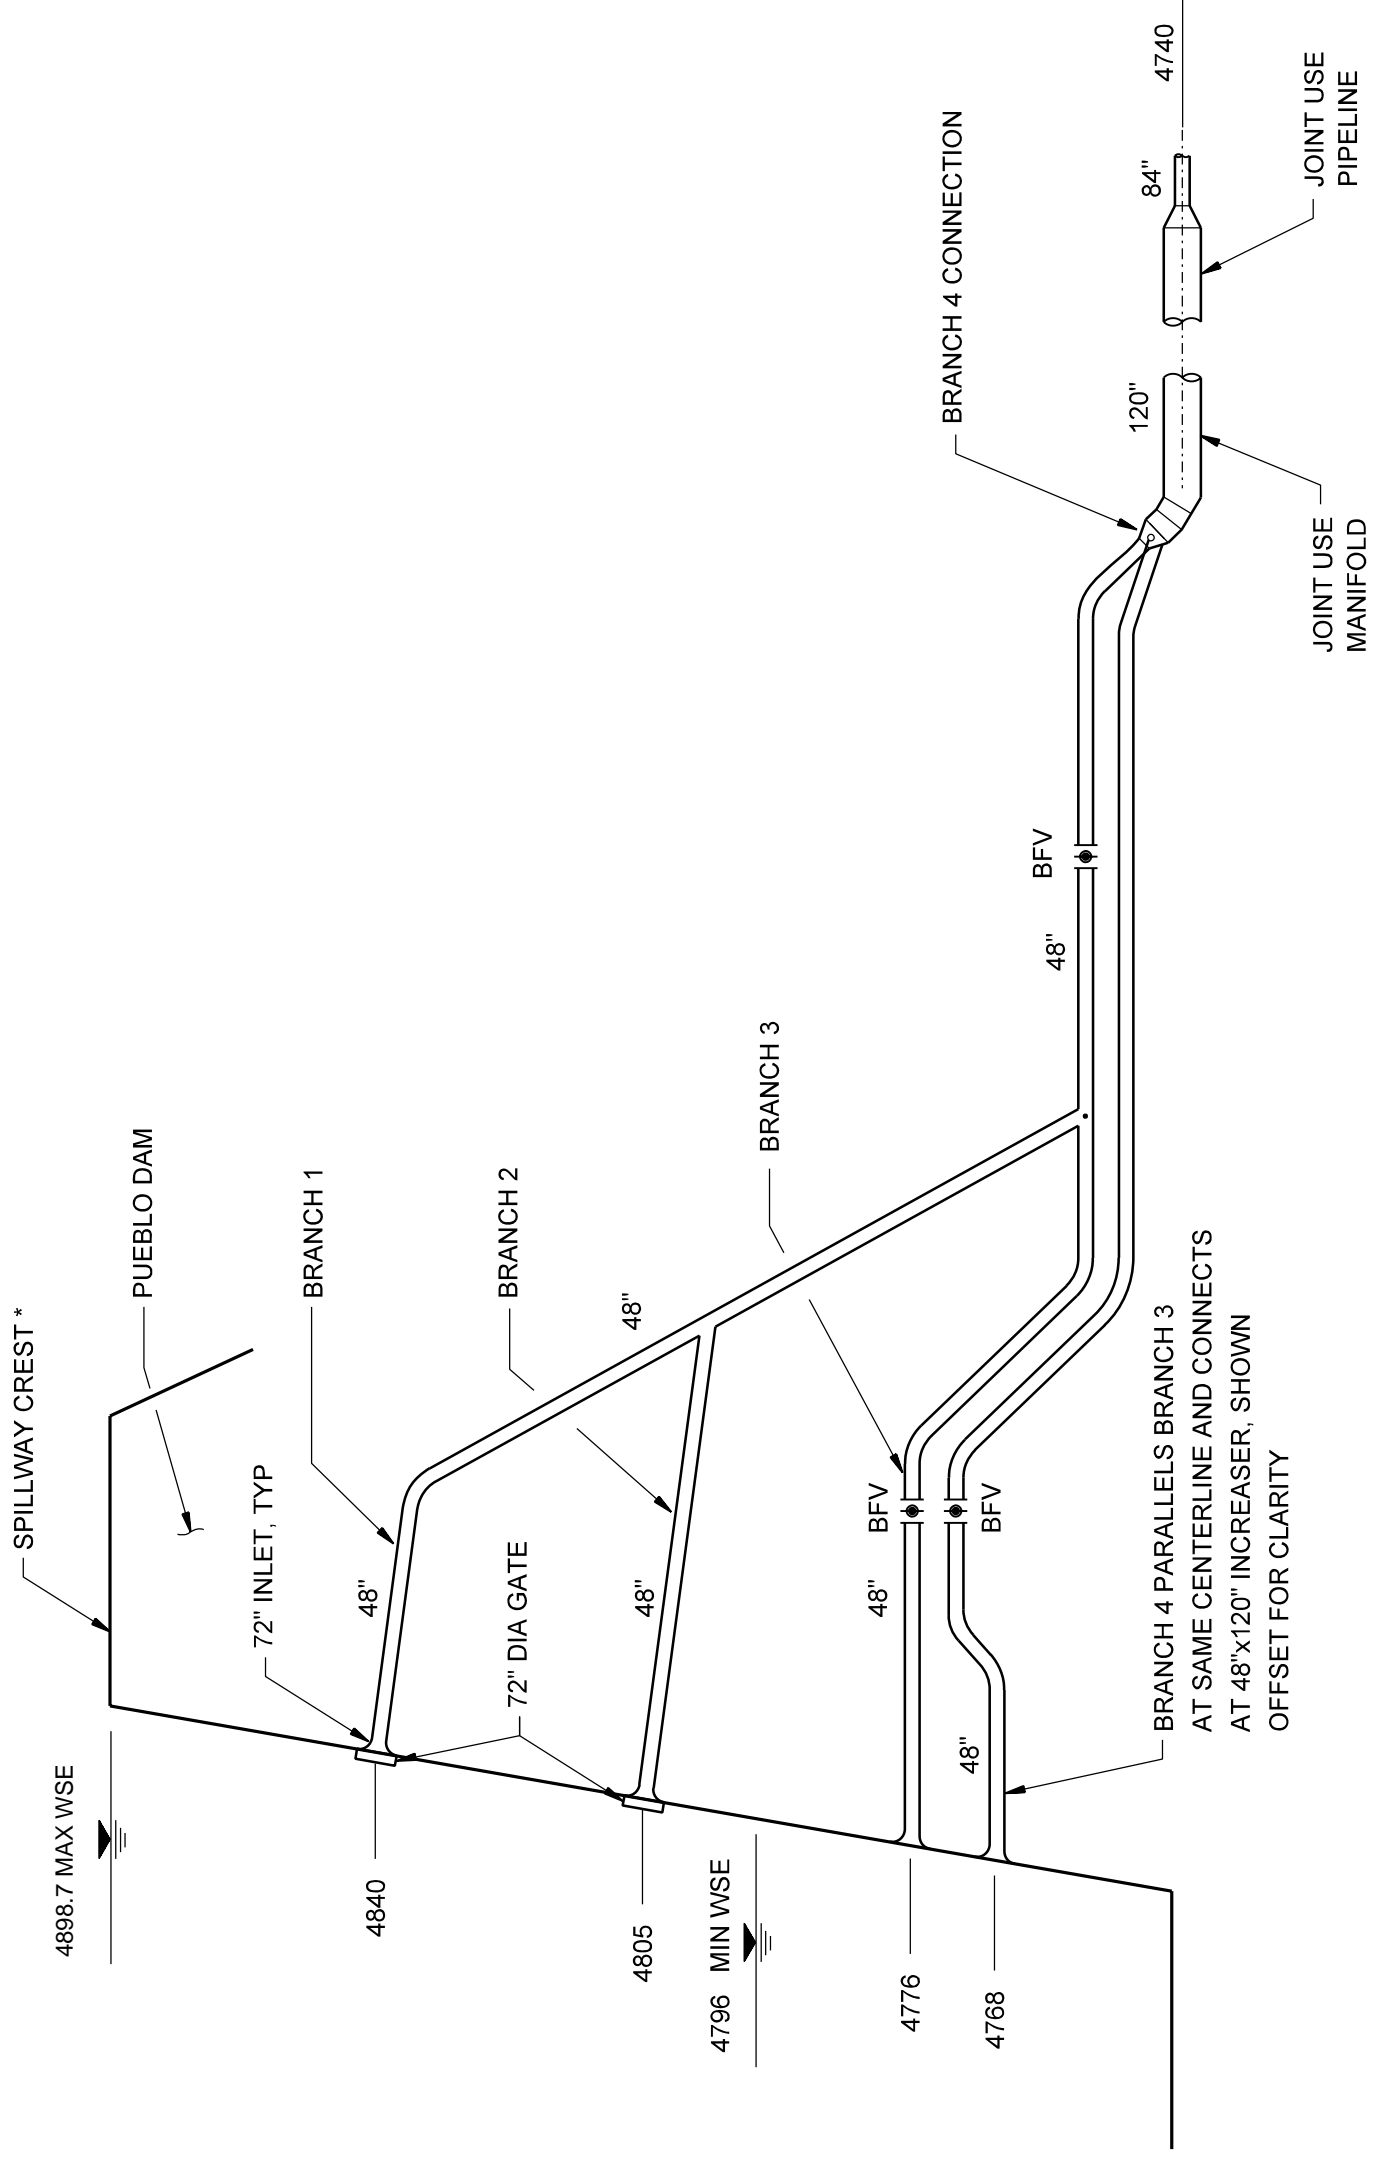 SPILLWAY CREST *
4898.7 MAX WSE
PUEBLO DAM
72" INLET, TYP
BRANCH 1
48"
4840
72" DIA GATE
BRANCH 2
48"
48"
4805
4796 MIN WSE
BRANCH 3
BFV
48"
4776
BFV
48"
4768
BRANCH 4 PARALLELS BRANCH 3
AT SAME CENTERLINE AND CONNECTS
AT 48"x120" INCREASER, SHOWN
OFFSET FOR CLARITY
48"
BFV
BRANCH 4 CONNECTION
120"
84"
4740
JOINT USE
MANIFOLD
JOINT USE
PIPELINE